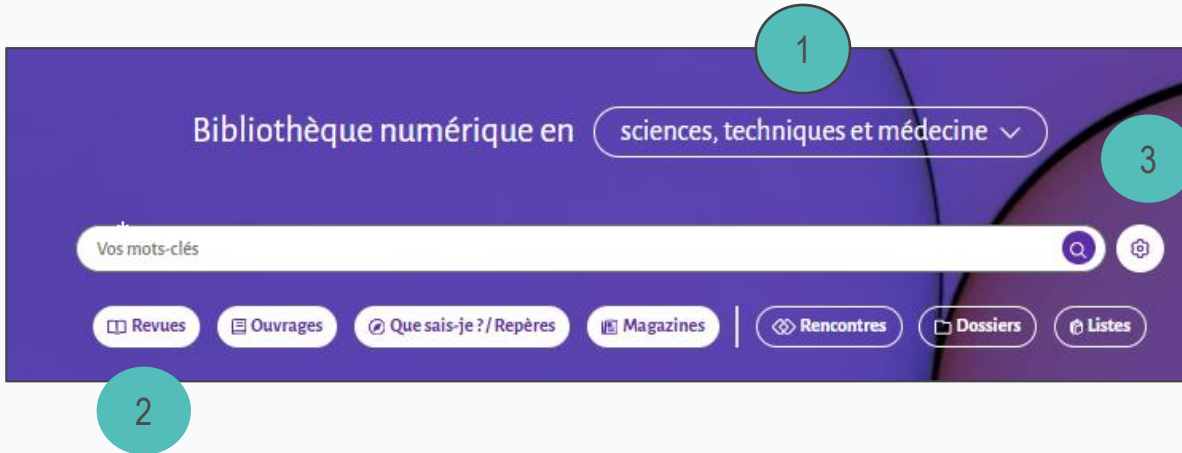 1
Bibliothèque numérique en sciences, techniques et médecine
3
*
Vos mots-clés
Revues Ouvrages Que sais-je ? / Repères Magazines Rencontres Dossiers Listes
2